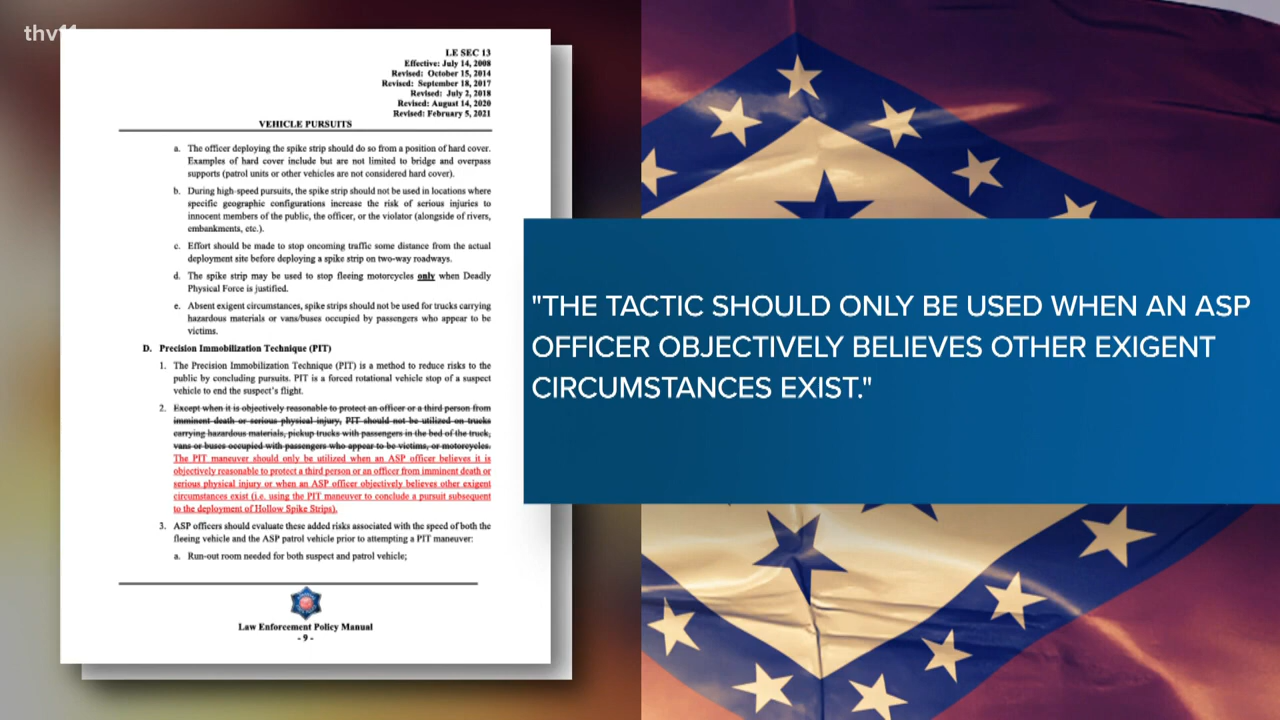 thv11
LE SEC 13
Effective: July 14, 2008
Revised: October 15, 2014
Revised: September 18, 2017
Revised: July 2, 2018
Revised: August 14, 2020
Revised: February 5, 2021
VEHICLE PURSUITS
a. The officer deploying the spike strip should do so from a position of hard cover.
Examples of hard cover include but are not limited to bridge and overpass
supports (patrol units or other vehicles are not considered hard cover).
b. During high-speed pursuits, the spike strip should not be used in locations where
specific geographic configurations increase the risk of serious injuries to
innocent members of the public, the officer, or the violator (alongside of rivers,
embankments, etc.).
c. Effort should be made to stop oncoming traffic some distance from the actual
deployment site before deploying a spike strip on two-way roadways.
d. The spike strip may be used to stop fleeing motorcycles only when Deadly
Physical Force is justified.
e. Absent exigent circumstances, spike strips should not be used for trucks carrying
hazardous materials or vans/buses occupied by passengers who appear to be
victims.
D. Precision Immobilization Technique (PIT)
1. The Precision Immobilization Technique (PIT) is a method to reduce risks to the
public by concluding pursuits. PIT is a forced rotational vehicle stop of a suspect
vehicle to end the suspect's flight.
2. Except when it is objectively reasonable to protect an officer or a third person from
imminent death or serious physical injury, PIT should not be utilized on trucks
carrying hazardous materials, pickup trucks with passengers in the bed of the truck,
vans or buses occupied with passengers who appear to be victims, or motorcycles.
The PIT maneuver should only be utilized when an ASP officer believes it is
objectively reasonable to protect a third person or an officer from imminent death or
serious physical injury or when an ASP officer objectively believes other exigent
circumstances exist (i.e. using the PIT maneuver to conclude a pursuit subsequent
to the deployment of Hollow Spike Strips).
3. ASP officers should evaluate these added risks associated with the speed of both the
fleeing vehicle and the ASP patrol vehicle prior to attempting a PIT maneuver:
a. Run-out room needed for both suspect and patrol vehicle;
Law Enforcement Policy Manual
- 9 -
"THE TACTIC SHOULD ONLY BE USED WHEN AN ASP
OFFICER OBJECTIVELY BELIEVES OTHER EXIGENT
CIRCUMSTANCES EXIST."